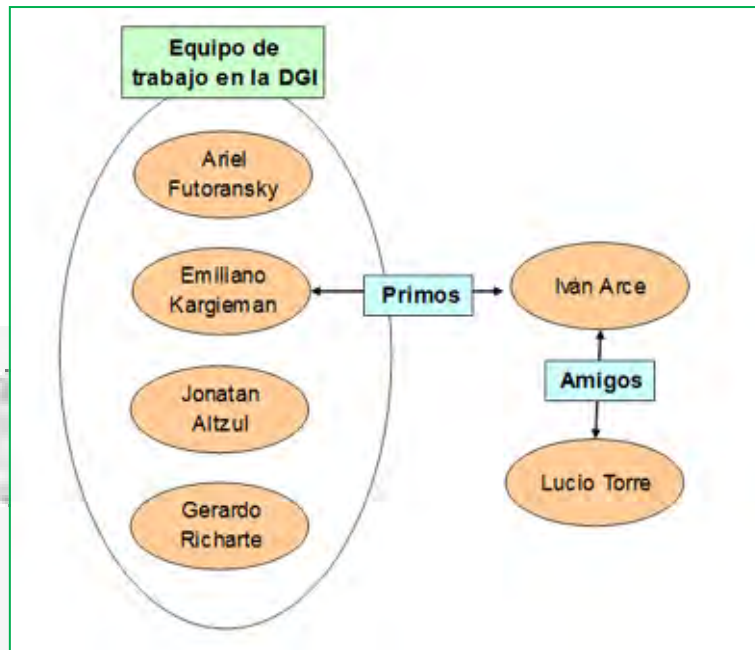 Equipo de
trabajo en la DGI
Ariel
Futoransky
Emiliano
Kargieman
Primos
Iván Arce
Amigos
Jonatan
Altzul
Lucio Torre
Gerardo
Richarte